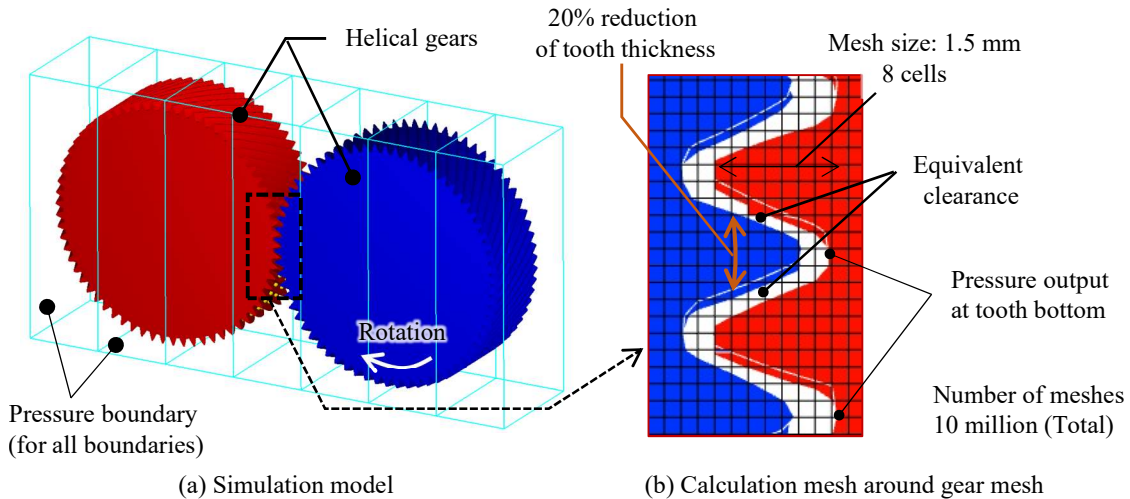 Helical gears
Rotation
Pressure boundary
(for all boundaries)
(a) Simulation model
20% reduction
of tooth thickness
Mesh size: 1.5 mm
8 cells
Equivalent
clearance
Pressure output
at tooth bottom
Number of meshes
10 million (Total)
(b) Calculation mesh around gear mesh